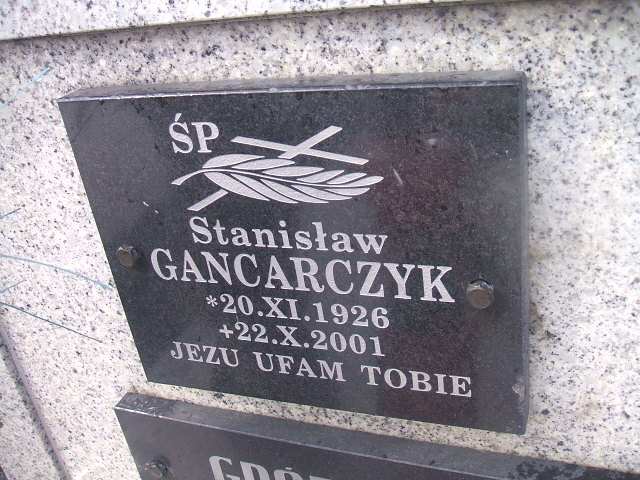 ŚP
Stanisław
GANCARCZYK
*20.XI.1926
+22.X.2001
JEZU UFAM TOBIE